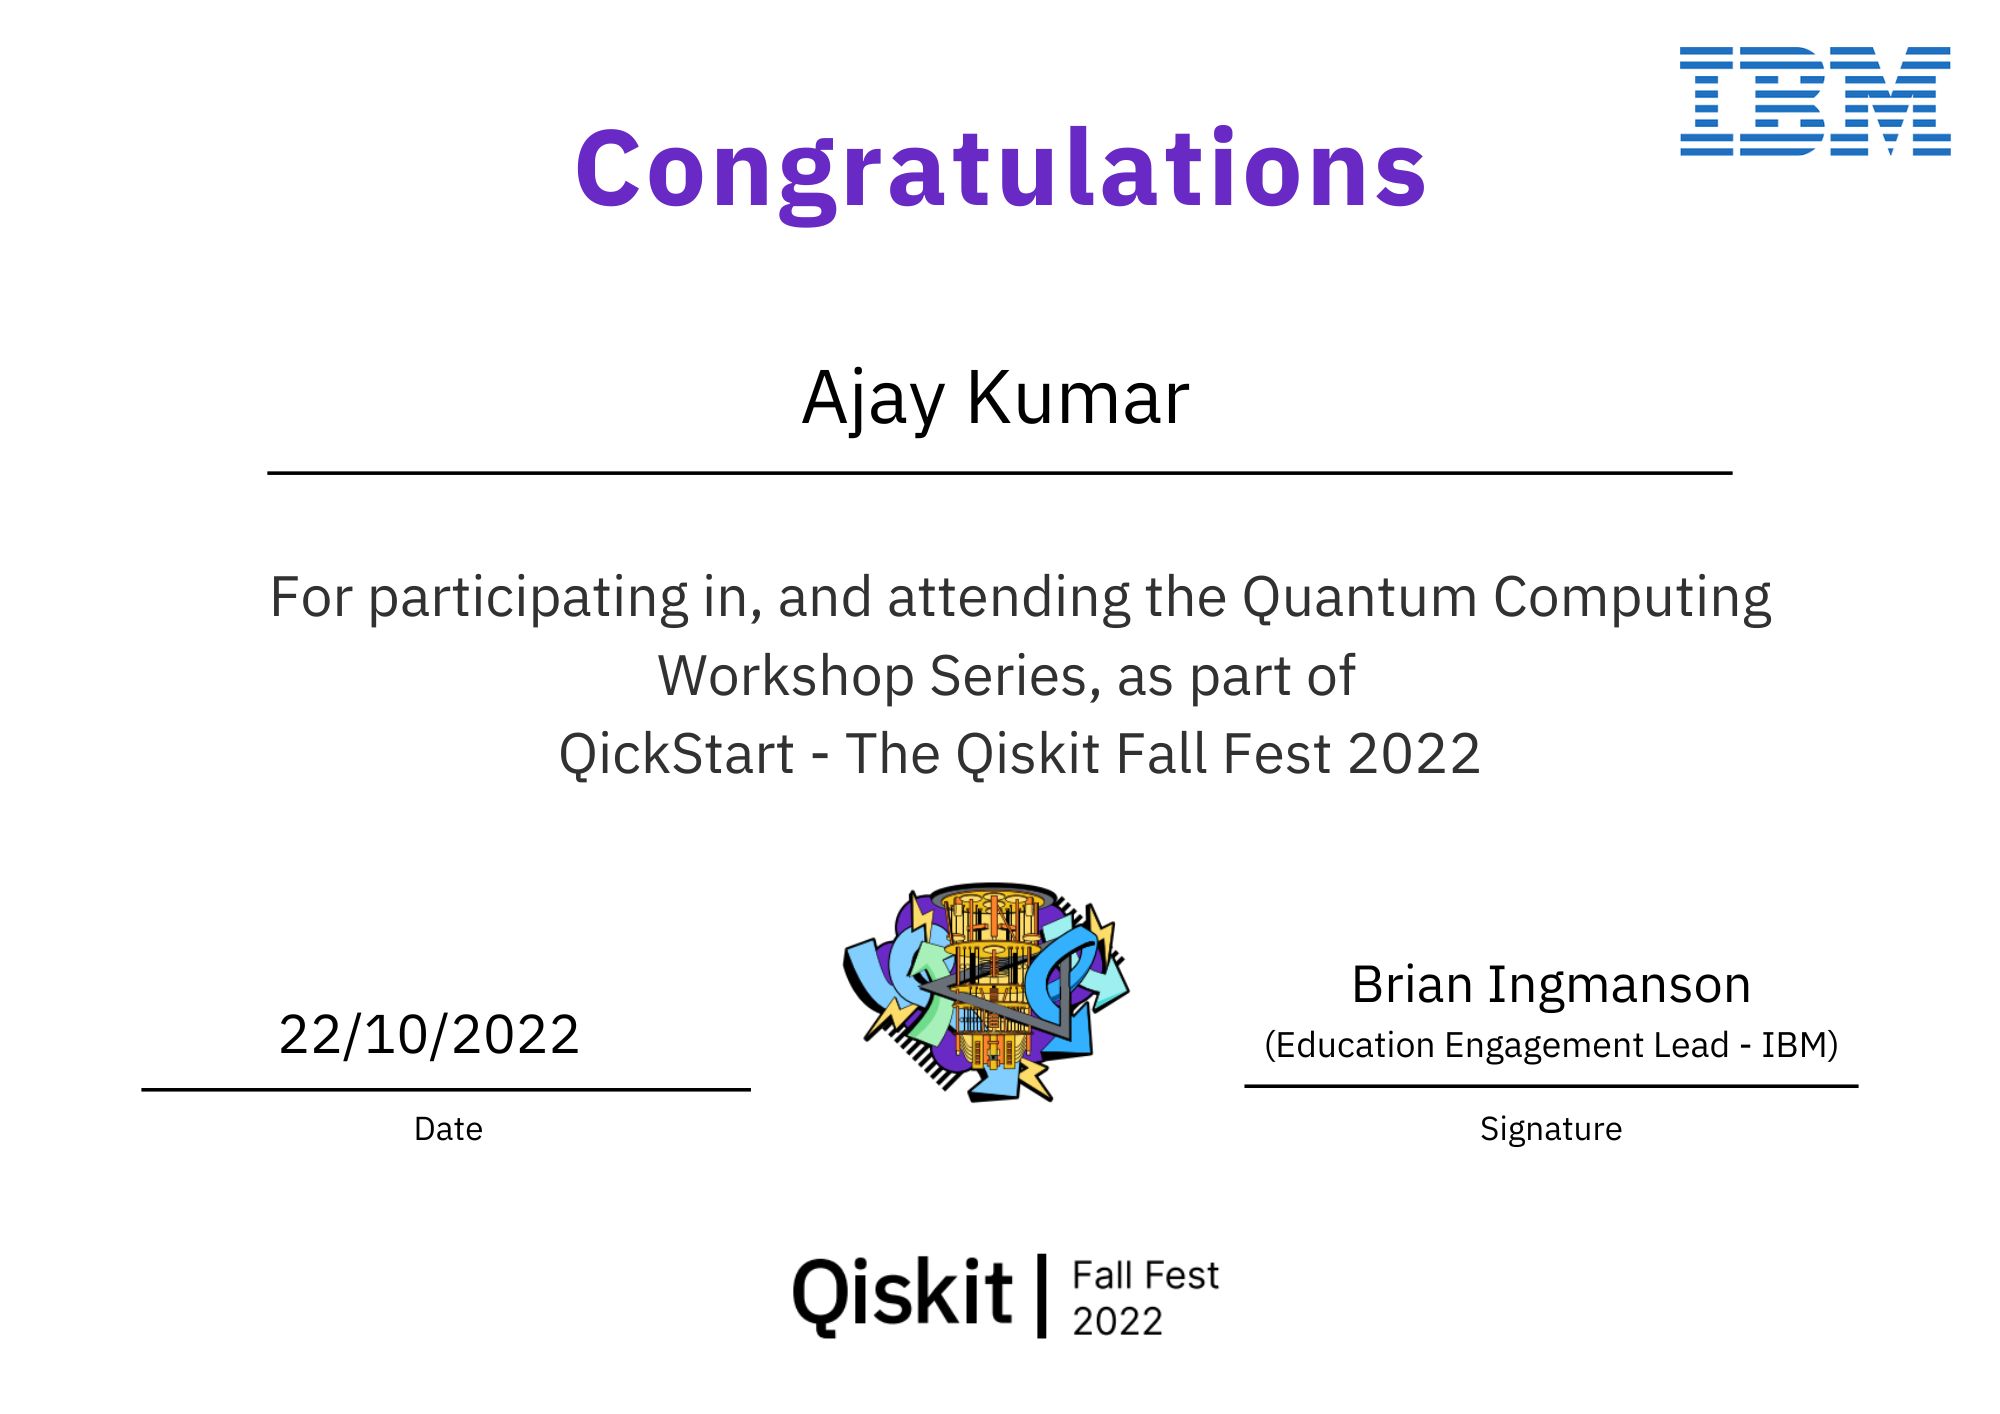 IBM
Congratulations
Ajay Kumar
For participating in, and attending the Quantum Computing
Workshop Series, as part of
QickStart - The Qiskit Fall Fest 2022
22/10/2022
Date
Brian Ingmanson
(Education Engagement Lead - IBM)
Signature
Qiskit | Fall Fest
2022